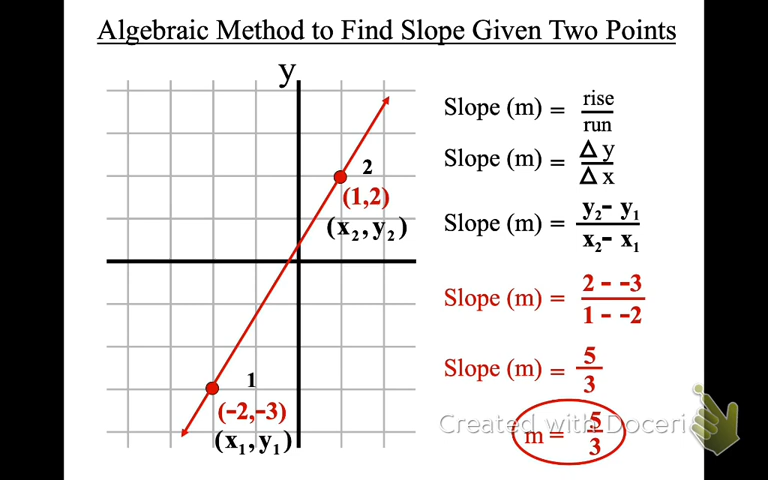 Algebraic Method to Find Slope Given Two Points
y
2
(1,2)
(x₂,y₂)
1
(-2,-3)
(x₁,y₁)
Slope (m) = rise
run
Slope (m) = Δy
Δx
Slope (m) = y₂- y₁
x₂- x₁
Slope (m) = 2 - -3
1 - -2
Slope (m) = 5
3
Created with Doceri
m = 5
3